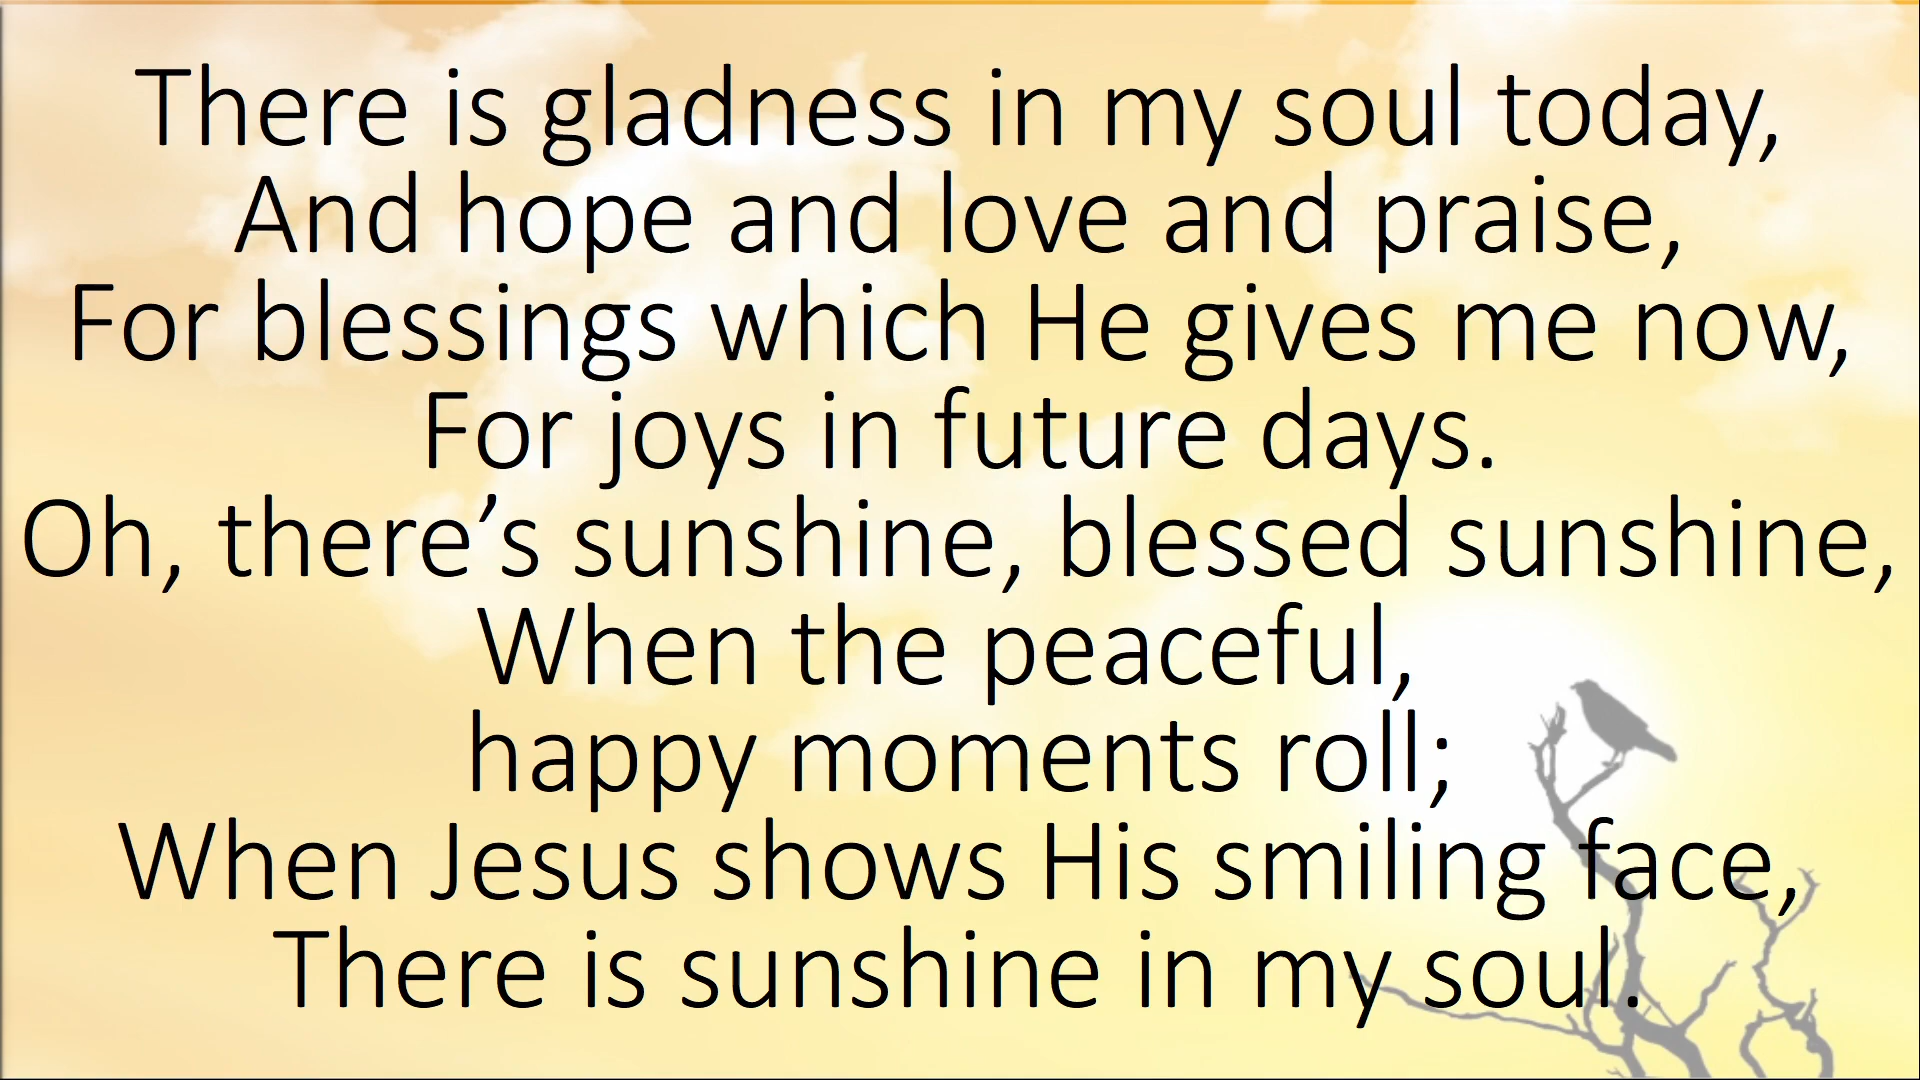 There is gladness in my soul today,
And hope and love and praise,
For blessings which He gives me now,
For joys in future days.
Oh, there’s sunshine, blessed sunshine,
When the peaceful,
happy moments roll;
When Jesus shows His smiling face,
There is sunshine in my soul.